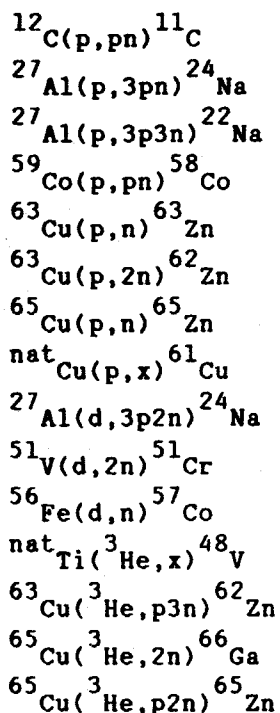 ¹²C(p,pn)¹¹C
²⁷Al(p,3pn)²⁴Na
²⁷Al(p,3p3n)²²Na
⁵⁹Co(p,pn)⁵⁸Co
⁶³Cu(p,n)⁶³Zn
⁶³Cu(p,2n)⁶²Zn
⁶⁵Cu(p,n)⁶⁵Zn
ⁿᵃᵗCu(p,x)⁶¹Cu
²⁷Al(d,3p2n)²⁴Na
⁵¹V(d,2n)⁵¹Cr
⁵⁶Fe(d,n)⁵⁷Co
ⁿᵃᵗTi(³He,x)⁴⁸V
⁶³Cu(³He,p3n)⁶²Zn
⁶⁵Cu(³He,2n)⁶⁶Ga
⁶⁵Cu(³He,p2n)⁶⁵Zn